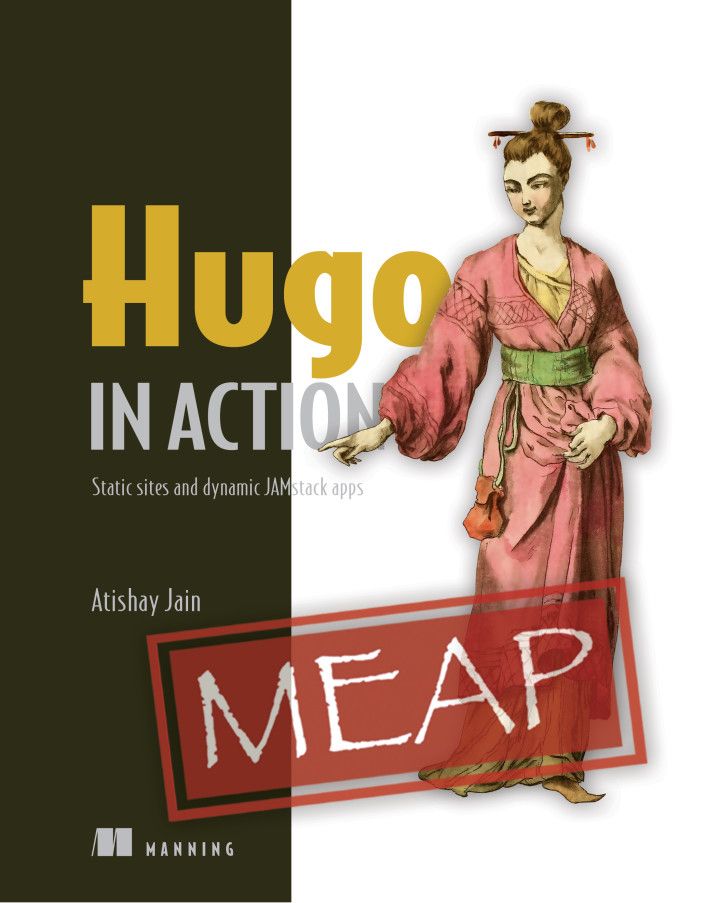 Hugo
IN ACTION
Static sites and dynamic JAMstack apps
Atishay Jain
MEAP
MANNING